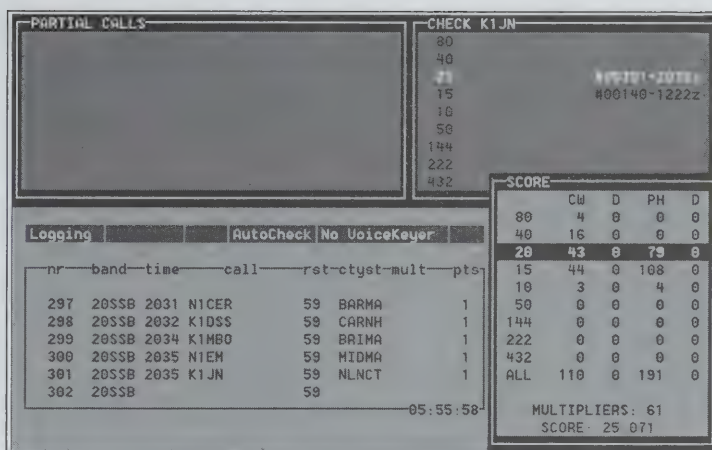 PARTIAL CALLS
CHECK K1JN
80
40
20
15 #00140-1222z
10
50
144
222
432
Logging AutoCheck No VoiceKeyer
nr band time call rst ctyst mult pts
297 20SSB 2031 N1CER 59 BARMA 1
298 20SSB 2032 K1DSS 59 CARNH 1
299 20SSB 2034 K1MBO 59 BRIMA 1
300 20SSB 2035 N1EM 59 MIDMA 1
301 20SSB 2035 K1JN 59 NLNCT 1
302 20SSB 59
05:55:58
SCORE
CW D PH D
80 4 0 0 0
40 16 0 0 0
20 43 0 79 0
15 44 0 108 0
10 3 0 4 0
50 0 0 0 0
144 0 0 0 0
222 0 0 0 0
432 0 0 0 0
ALL 110 0 191 0
MULTIPLIERS: 61
SCORE: 25 071